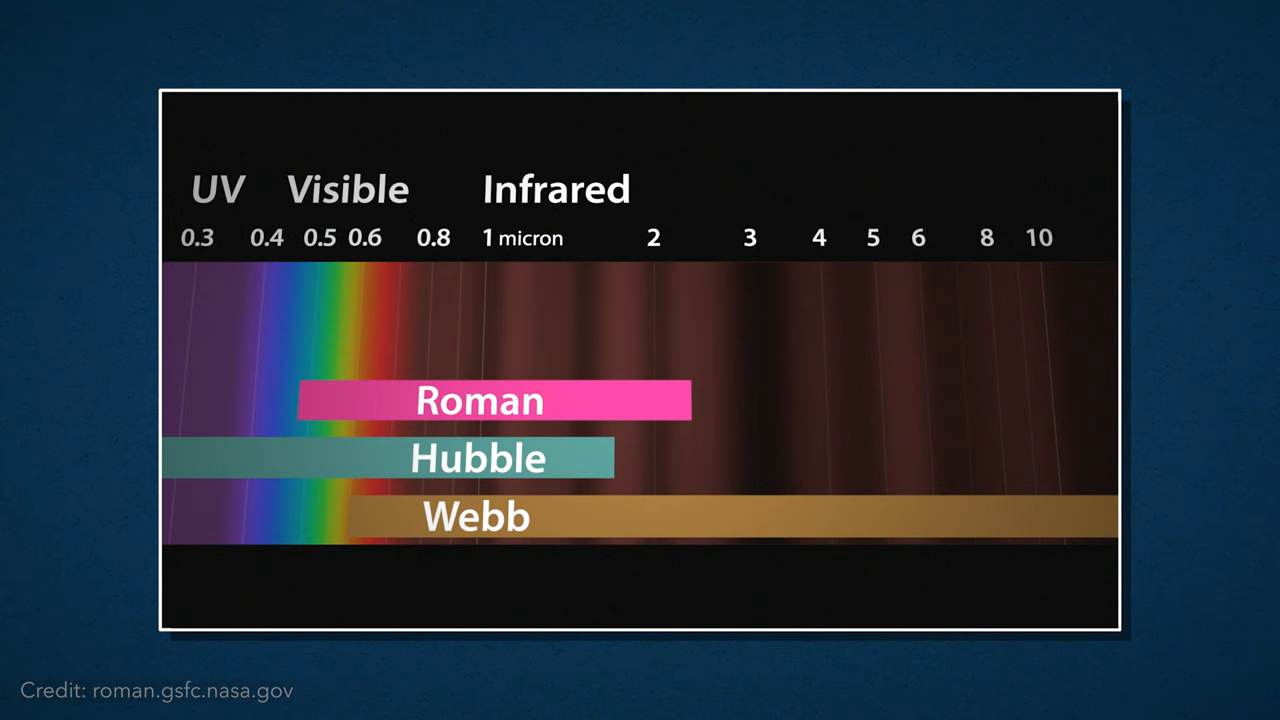 UV Visible Infrared
0.3 0.4 0.5 0.6 0.8 1 micron 2 3 4 5 6 8 10
Roman
Hubble
Webb
Credit: roman.gsfc.nasa.gov